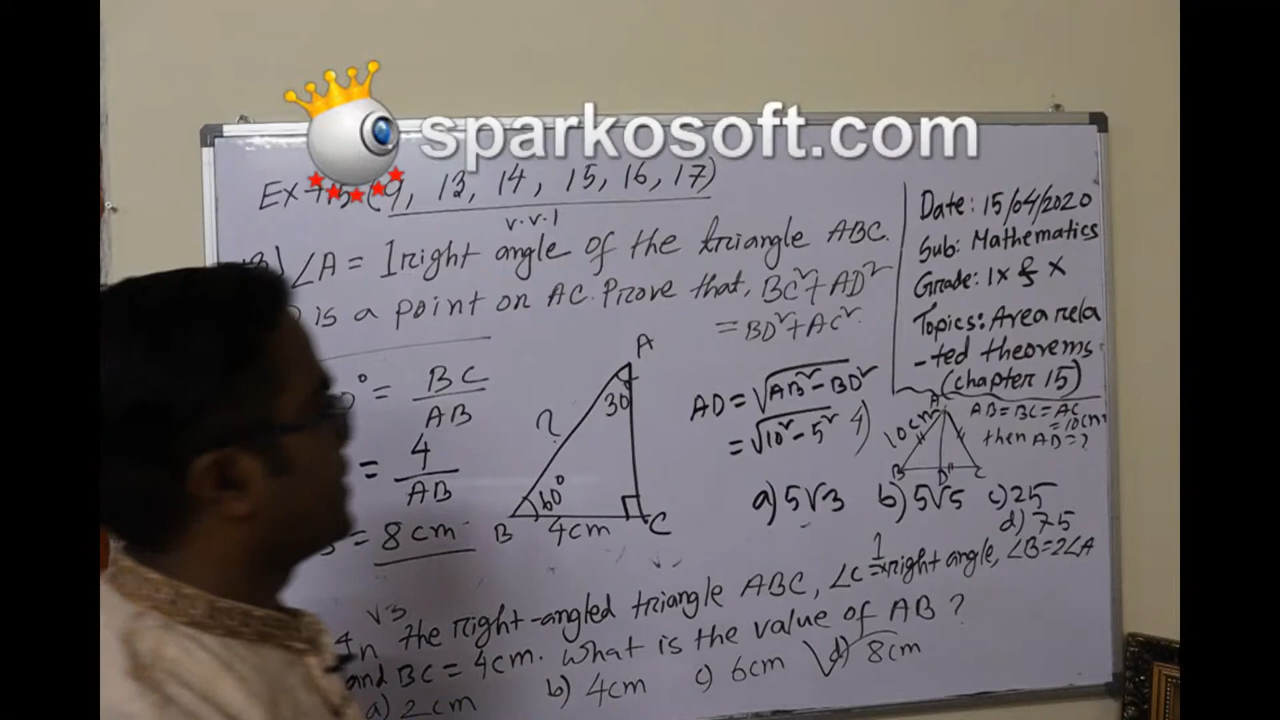 sparkosoft.com
EX-15 (9, 13, 14, 15, 16, 17)
v.v.1
∠A = 1right angle of the triangle ABC.
is a point on AC. Prove that, BC²+AD²
= BD²+AC².
Date: 15/04/2020
Sub: Mathematics
Grade: IX & X
Topics: Area rela
-ted theorems
(chapter 15)
= BC/AB
= 4/AB
= 8cm.
A
30
?
60°
B
4cm
C
AD = √AB²-BD²
= √10²-5²
4)
A
10cm
B
D
C
AB=BC=AC
=10cm
then AD=?
a) 5√3 b) 5√5 c) 25
d) 75
In the right-angled triangle ABC, ∠C = 1 right angle, ∠B=2∠A
and BC = 4cm. What is the value of AB?
a) 2cm b) 4cm c) 6cm d) 8cm